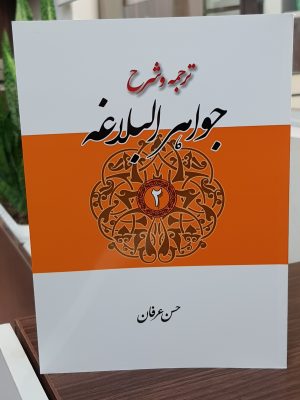 ترجمه و شرح
جواهر البلاغه
۲
حسن عرفان